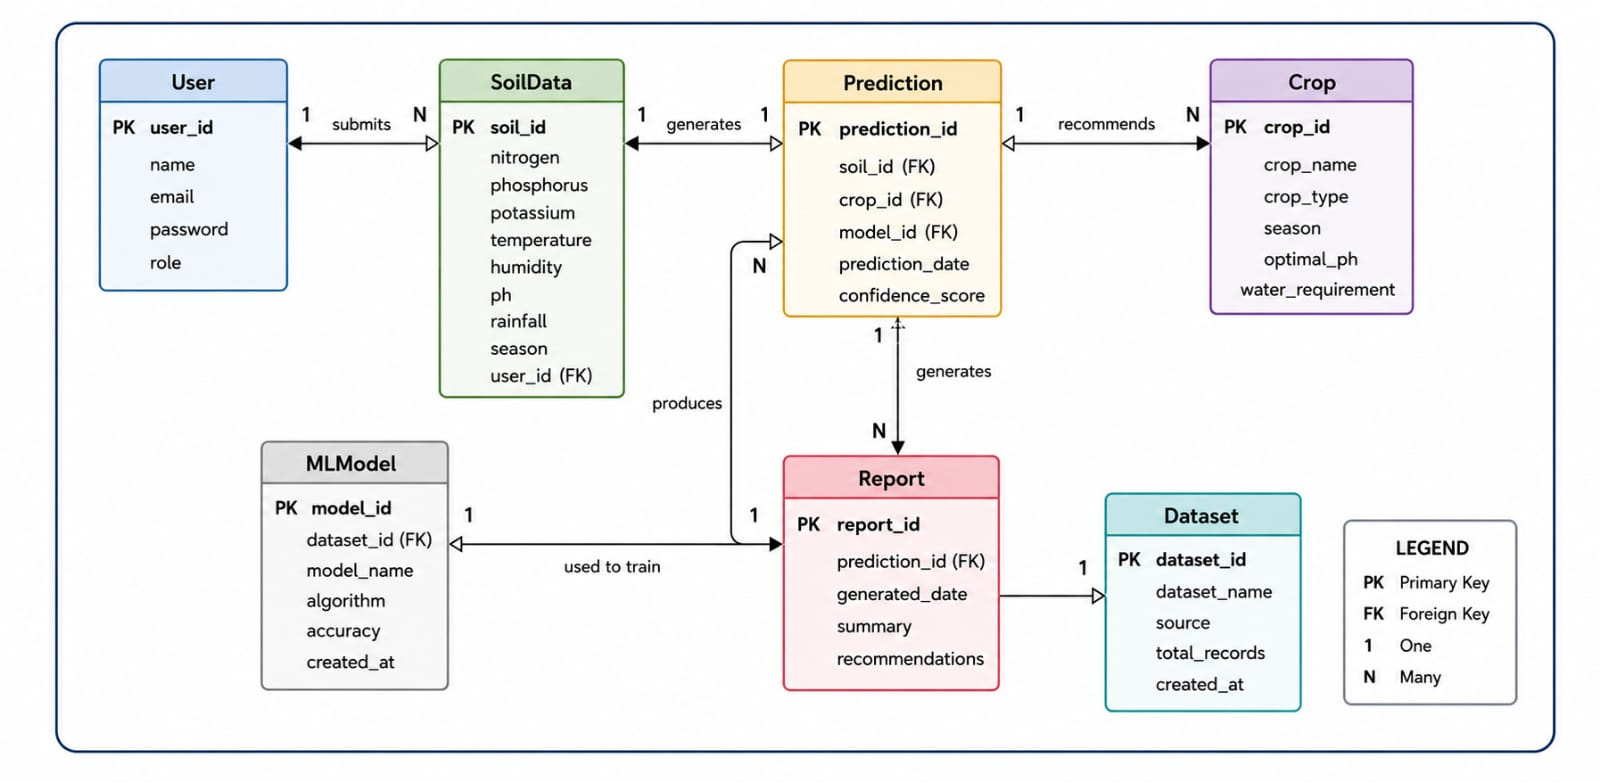 User
PK user_id
name
email
password
role
1 submits N
SoilData
PK soil_id
nitrogen
phosphorus
potassium
temperature
humidity
ph
rainfall
season
user_id (FK)
1 generates 1
Prediction
PK prediction_id
soil_id (FK)
crop_id (FK)
model_id (FK)
prediction_date
confidence_score
1 recommends N
Crop
PK crop_id
crop_name
crop_type
season
optimal_ph
water_requirement
N
produces
1
generates
N
MLModel
PK model_id
dataset_id (FK)
model_name
algorithm
accuracy
created_at
1
used to train
1
Report
PK report_id
prediction_id (FK)
generated_date
summary
recommendations
1
Dataset
PK dataset_id
dataset_name
source
total_records
created_at
LEGEND
PK Primary Key
FK Foreign Key
1 One
N Many